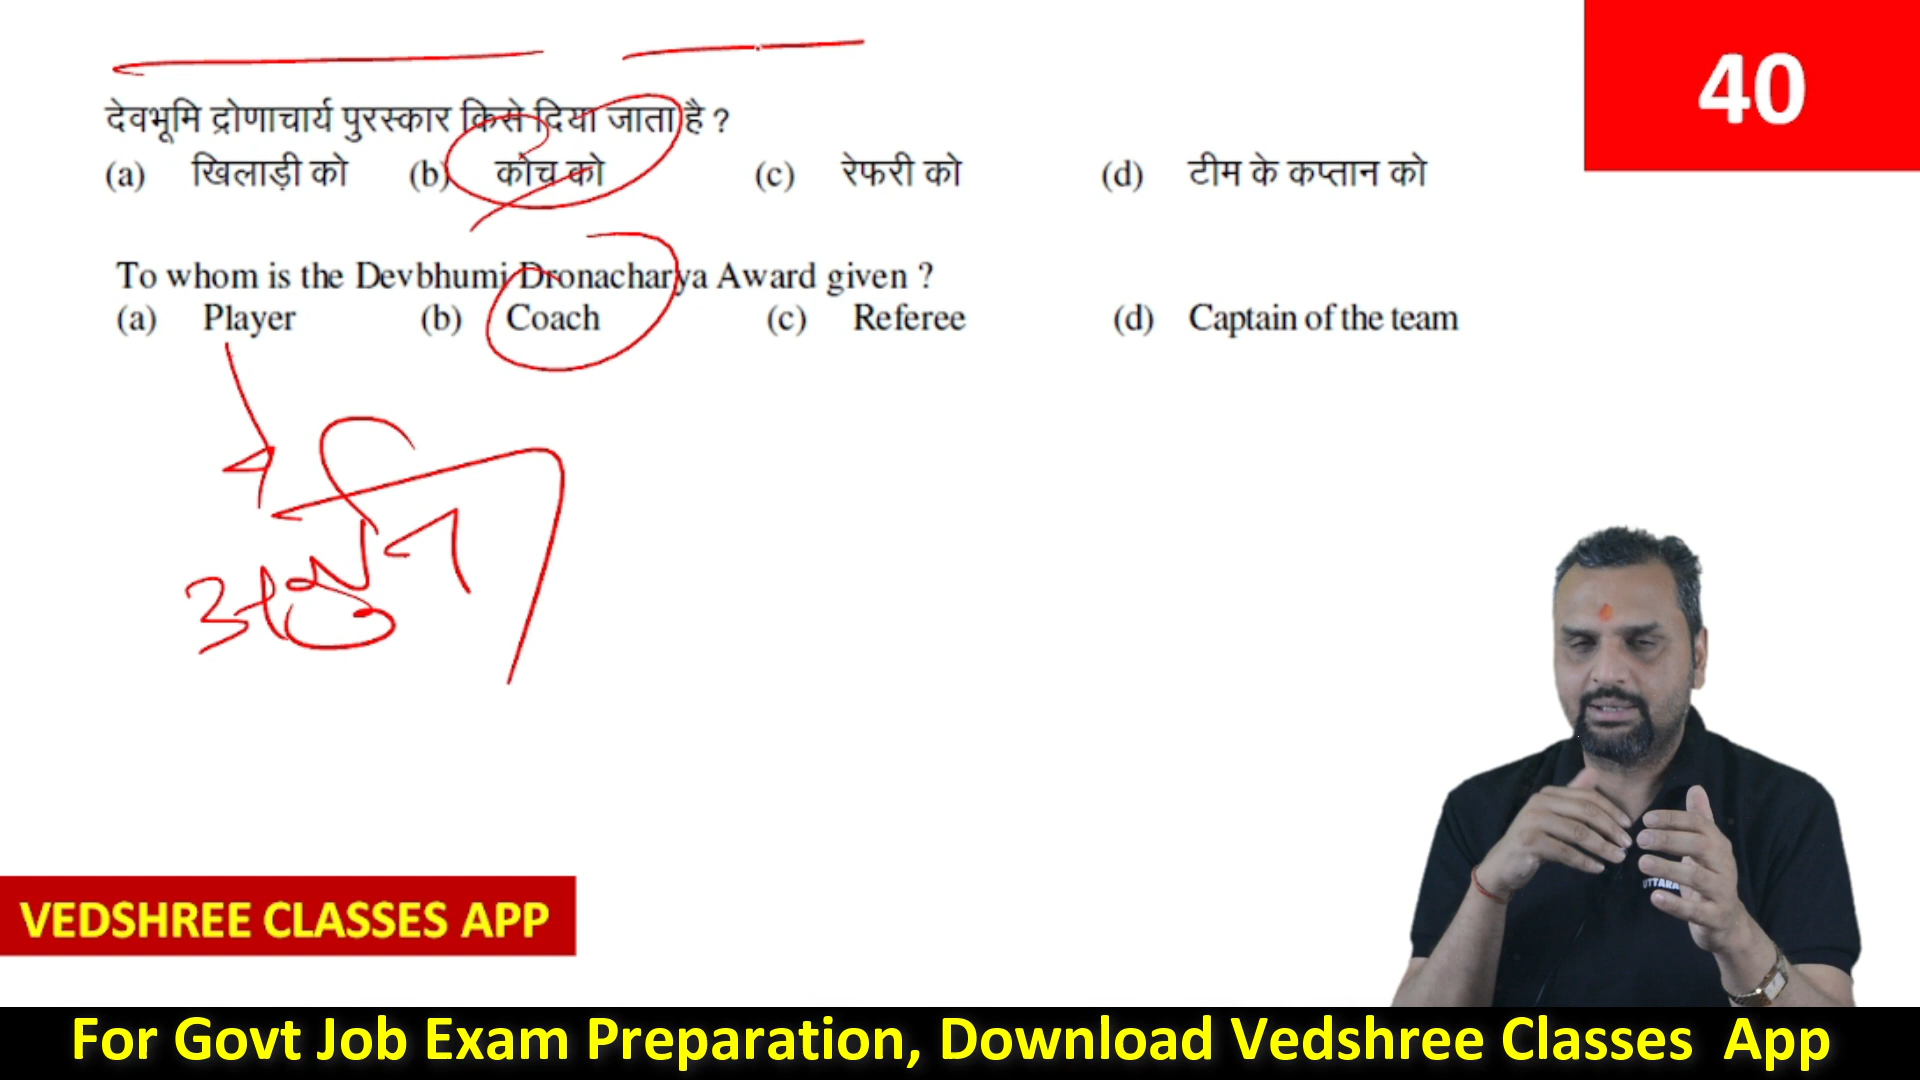 40
देवभूमि द्रोणाचार्य पुरस्कार किसे दिया जाता है ?
(a) खिलाड़ी को (b) कोच को (c) रेफरी को (d) टीम के कप्तान को
To whom is the Devbhumi Dronacharya Award given ?
(a) Player (b) Coach (c) Referee (d) Captain of the team
VEDSHREE CLASSES APP
For Govt Job Exam Preparation, Download Vedshree Classes App